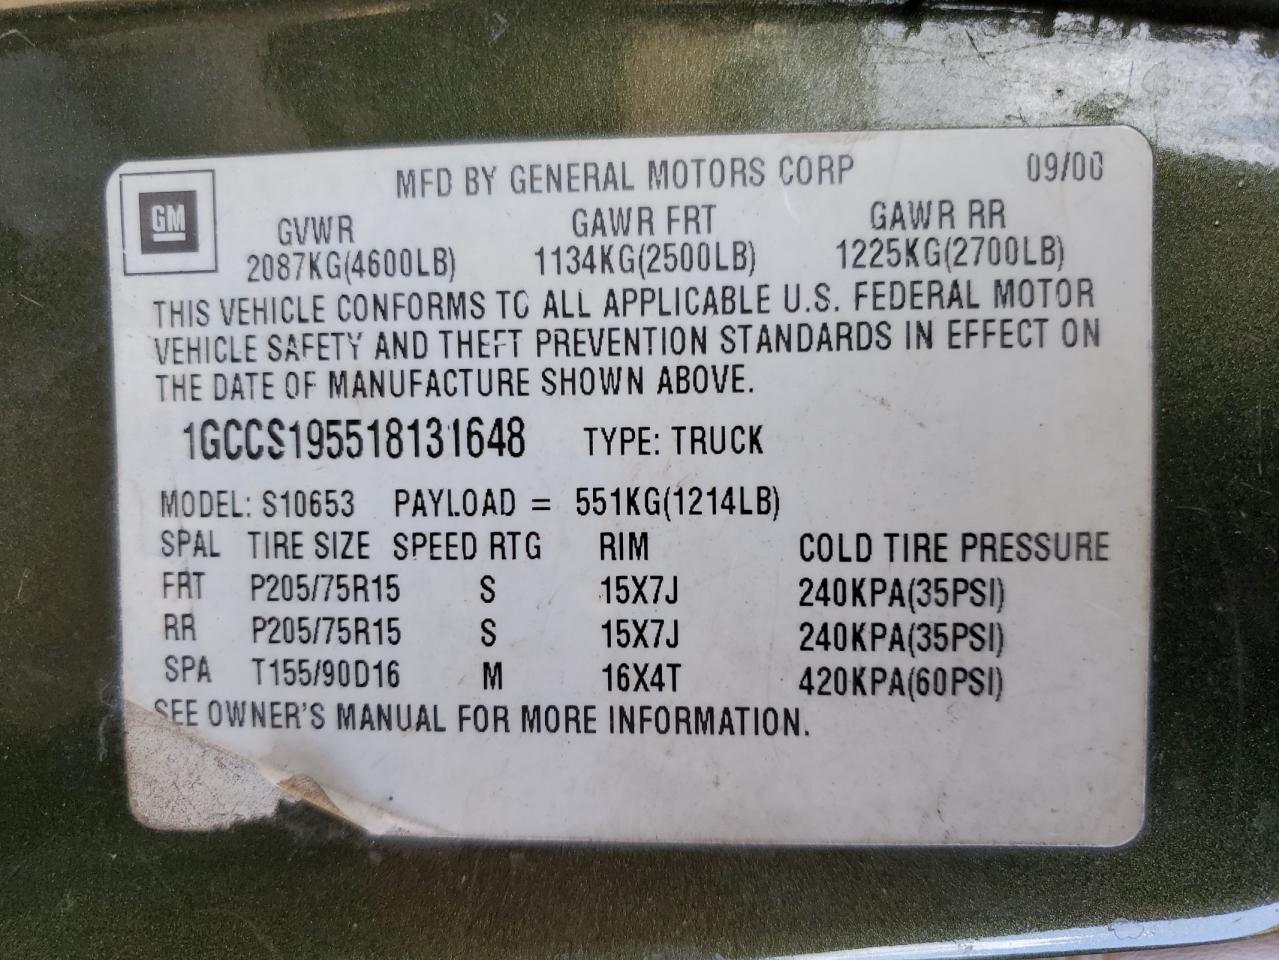 MFD BY GENERAL MOTORS CORP 09/00
GM
GVWR GAWR FRT GAWR RR
2087KG(4600LB) 1134KG(2500LB) 1225KG(2700LB)
THIS VEHICLE CONFORMS TO ALL APPLICABLE U.S. FEDERAL MOTOR
VEHICLE SAFETY AND THEFT PREVENTION STANDARDS IN EFFECT ON
THE DATE OF MANUFACTURE SHOWN ABOVE.
1GCCS195518131648 TYPE: TRUCK
MODEL: S10653 PAYLOAD = 551KG(1214LB)
SPAL TIRE SIZE SPEED RTG RIM COLD TIRE PRESSURE
FRT P205/75R15 S 15X7J 240KPA(35PSI)
RR P205/75R15 S 15X7J 240KPA(35PSI)
SPA T155/90D16 M 16X4T 420KPA(60PSI)
SEE OWNER'S MANUAL FOR MORE INFORMATION.